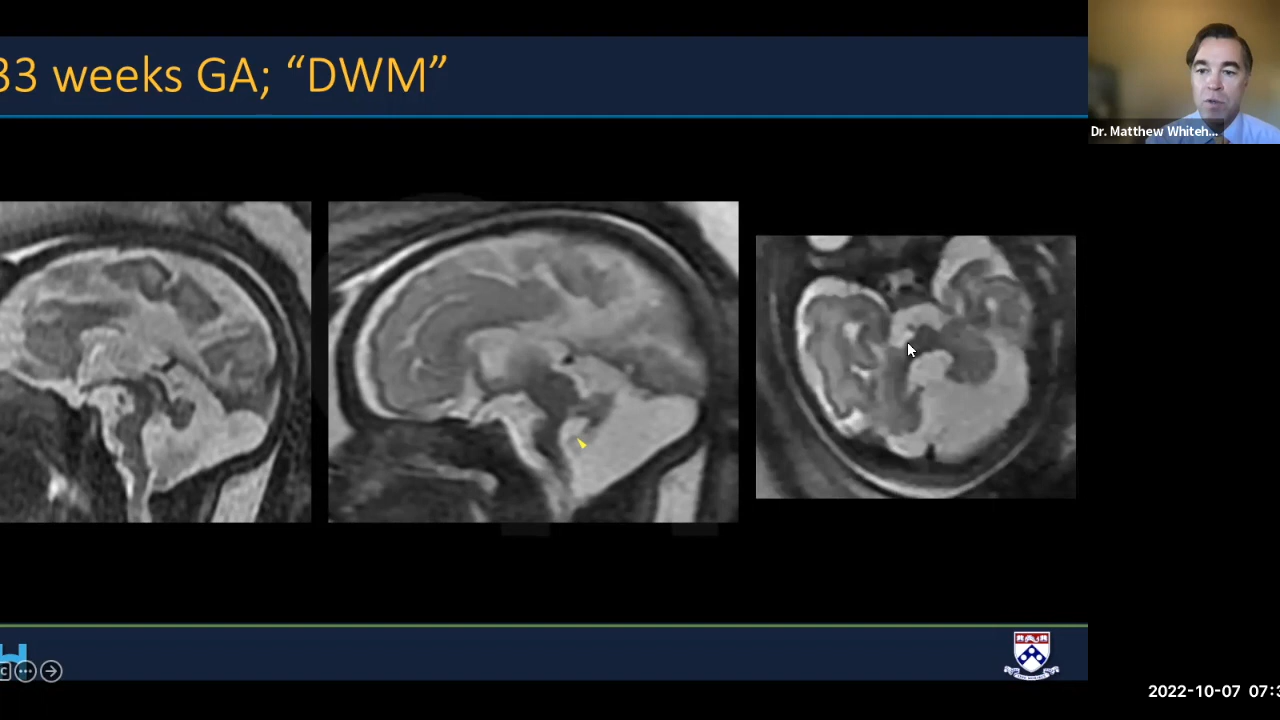 33 weeks GA; “DWM”
Dr. Matthew Whiteh...
2022-10-07 07:3